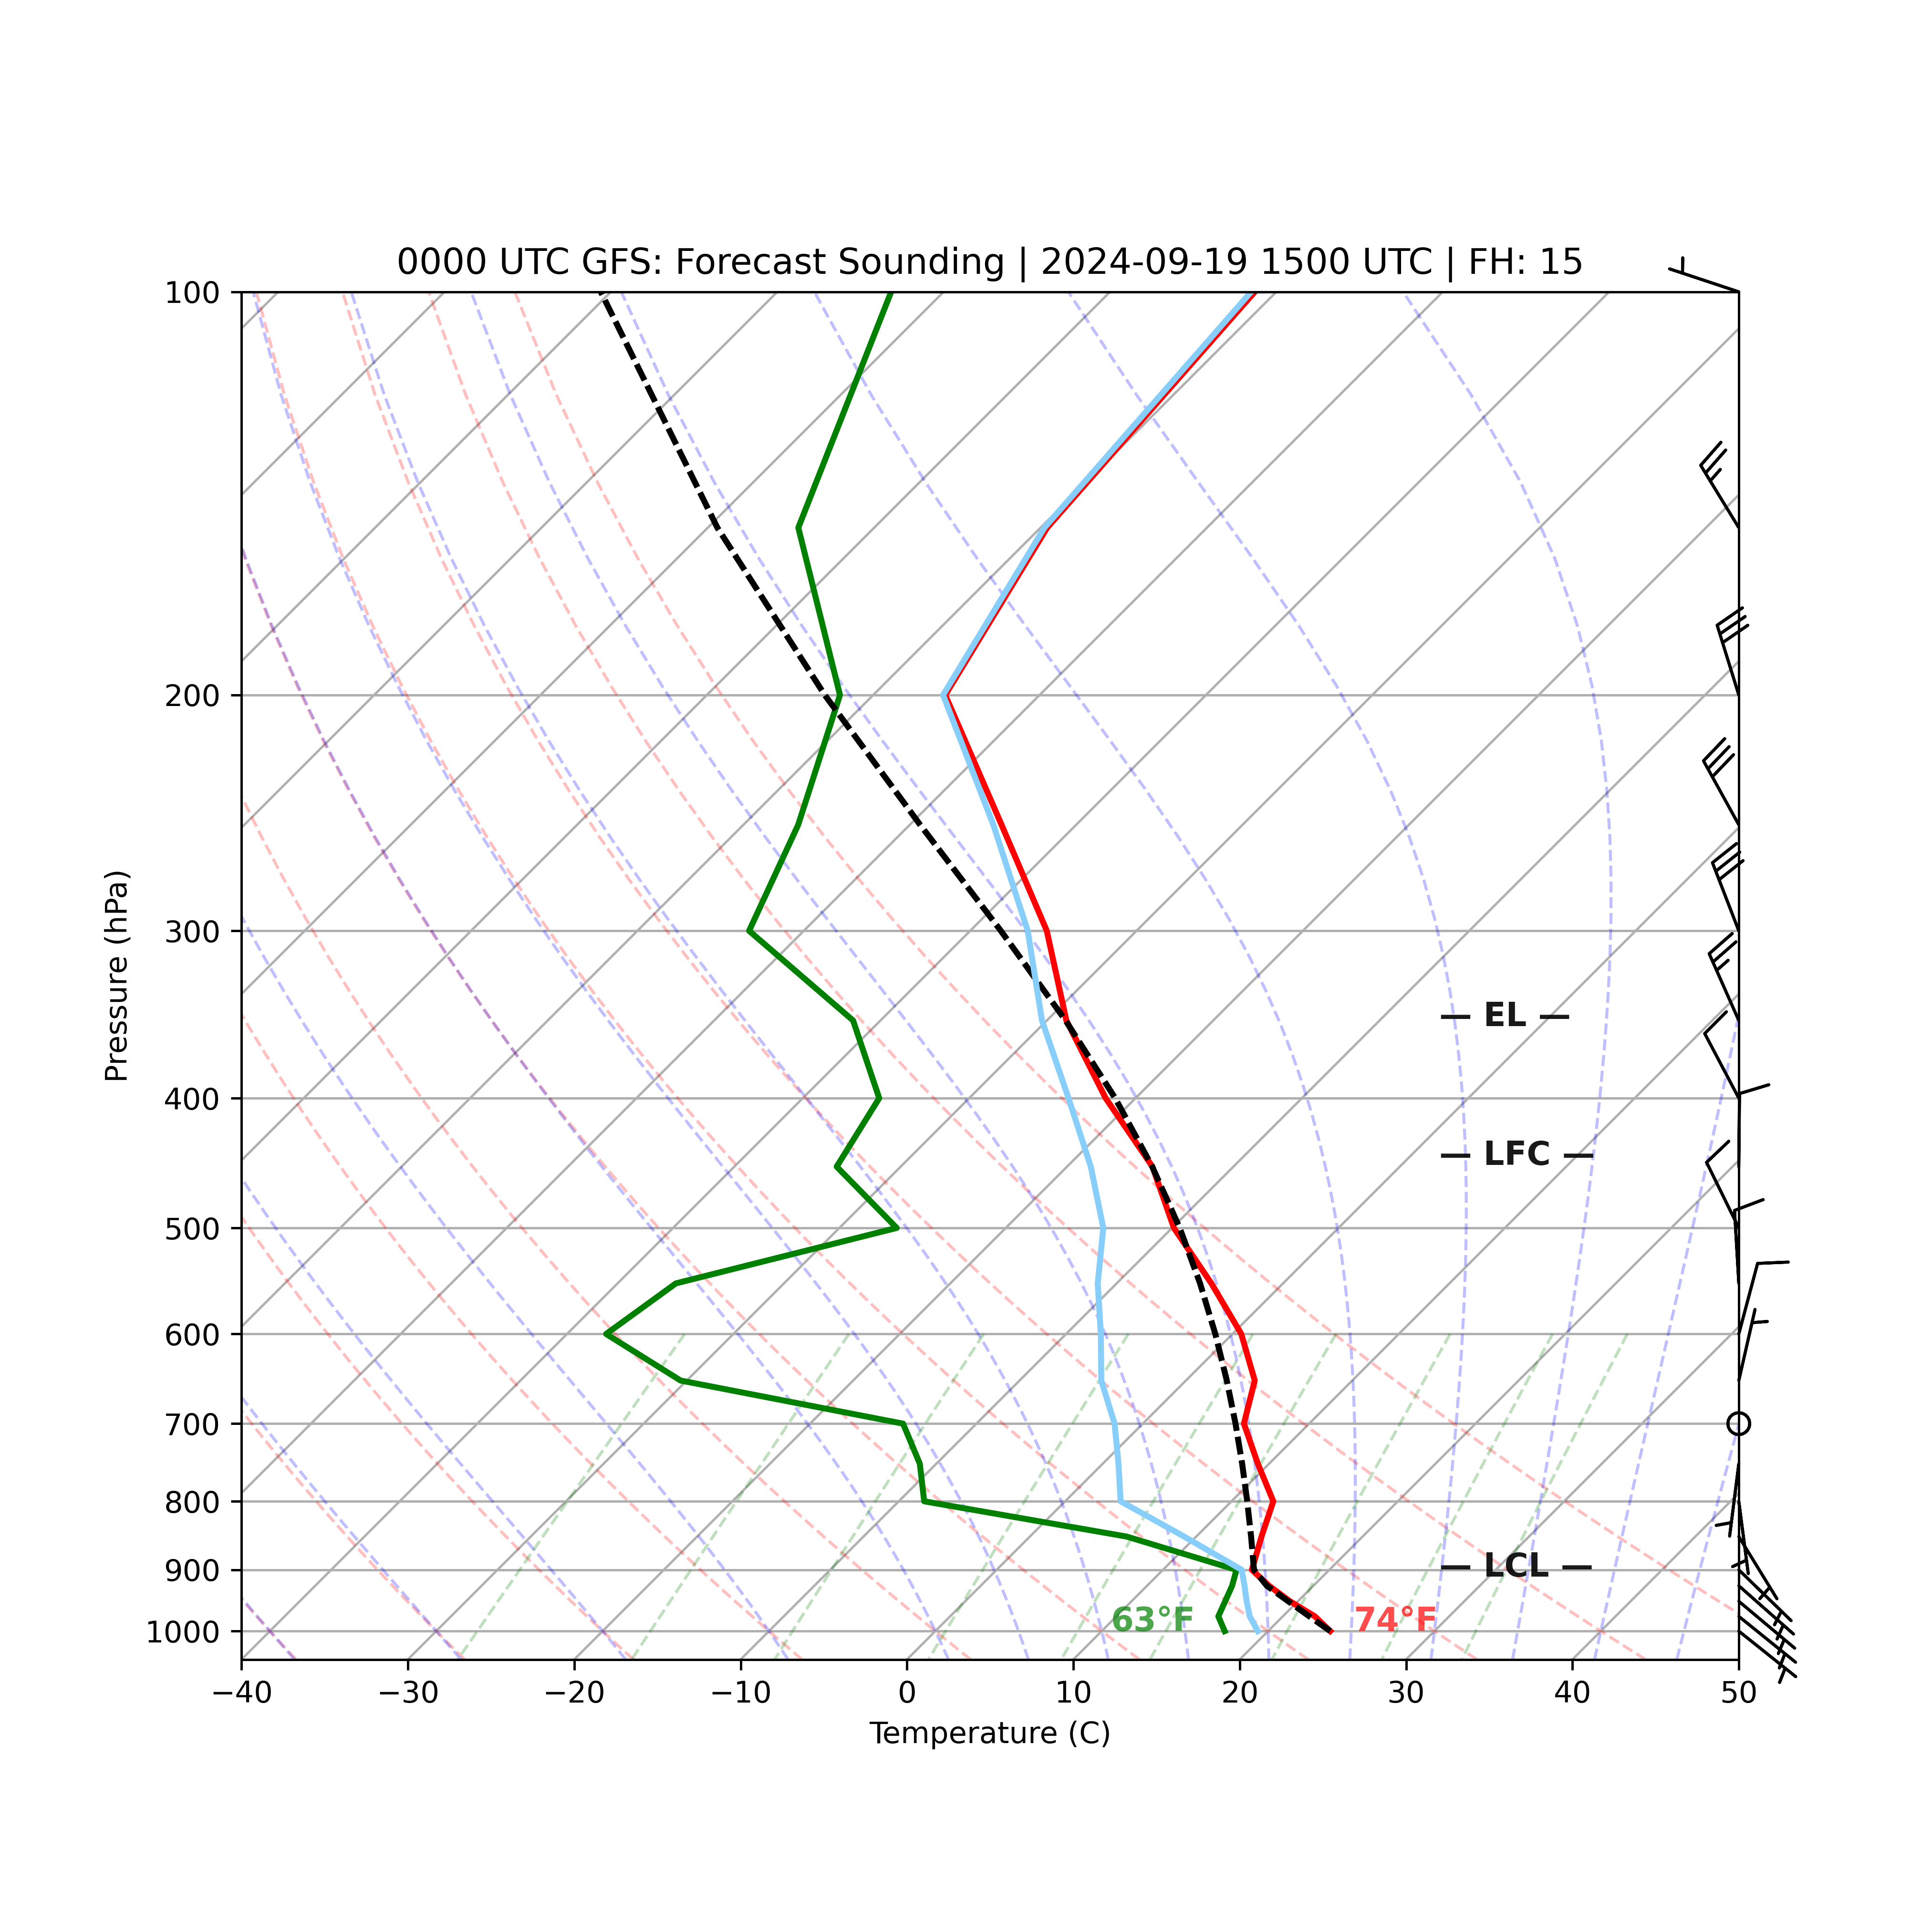 0000 UTC GFS: Forecast Sounding | 2024-09-19 1500 UTC | FH: 15
100
200
300
— EL —
400
— LFC —
500
600
700
800
900
— LCL —
1000
63°F
74°F
Pressure (hPa)
−40 −30 −20 −10 0 10 20 30 40 50
Temperature (C)